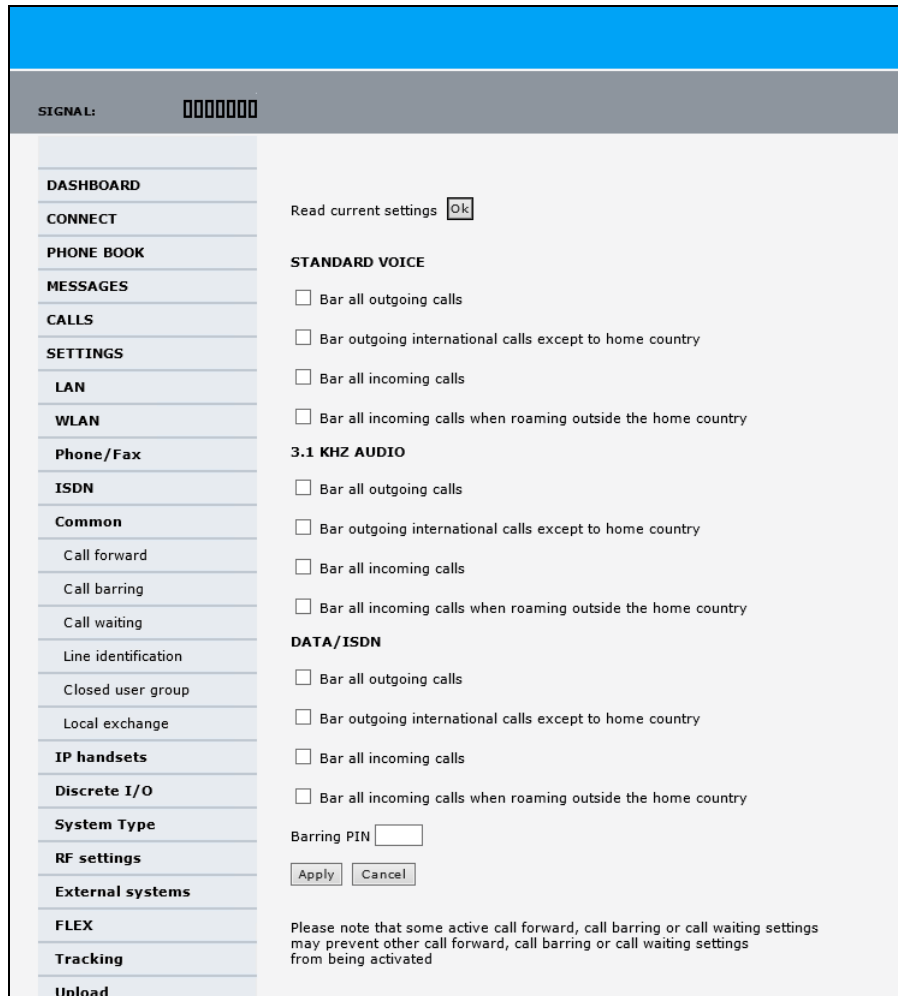 SIGNAL:
DASHBOARD
CONNECT
PHONE BOOK
MESSAGES
CALLS
SETTINGS
LAN
WLAN
Phone/Fax
ISDN
Common
Call forward
Call barring
Call waiting
Line identification
Closed user group
Local exchange
IP handsets
Discrete I/O
System Type
RF settings
External systems
FLEX
Tracking
Upload
Read current settings Ok
STANDARD VOICE
Bar all outgoing calls
Bar outgoing international calls except to home country
Bar all incoming calls
Bar all incoming calls when roaming outside the home country
3.1 KHZ AUDIO
Bar all outgoing calls
Bar outgoing international calls except to home country
Bar all incoming calls
Bar all incoming calls when roaming outside the home country
DATA/ISDN
Bar all outgoing calls
Bar outgoing international calls except to home country
Bar all incoming calls
Bar all incoming calls when roaming outside the home country
Barring PIN
Apply Cancel
Please note that some active call forward, call barring or call waiting settings
may prevent other call forward, call barring or call waiting settings
from being activated